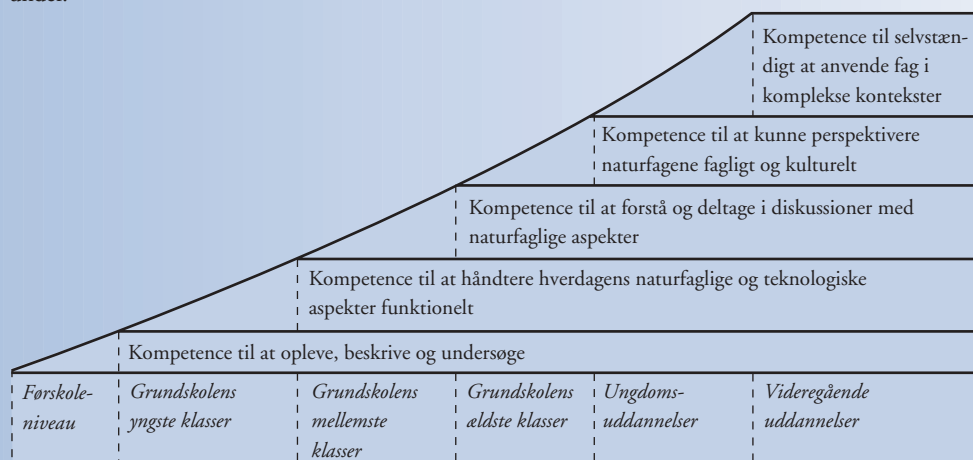 Kompetence til selvstæn-
digt at anvende fag i
komplekse kontekster
Kompetence til at kunne perspektivere
naturfagene fagligt og kulturelt
Kompetence til at forstå og deltage i diskussioner med
naturfaglige aspekter
Kompetence til at håndtere hverdagens naturfaglige og teknologiske
aspekter funktionelt
Kompetence til at opleve, beskrive og undersøge
Førskole-
niveau
Grundskolens
yngste klasser
Grundskolens
mellemste
klasser
Grundskolens
ældste klasser
Ungdoms-
uddannelser
Videregående
uddannelser